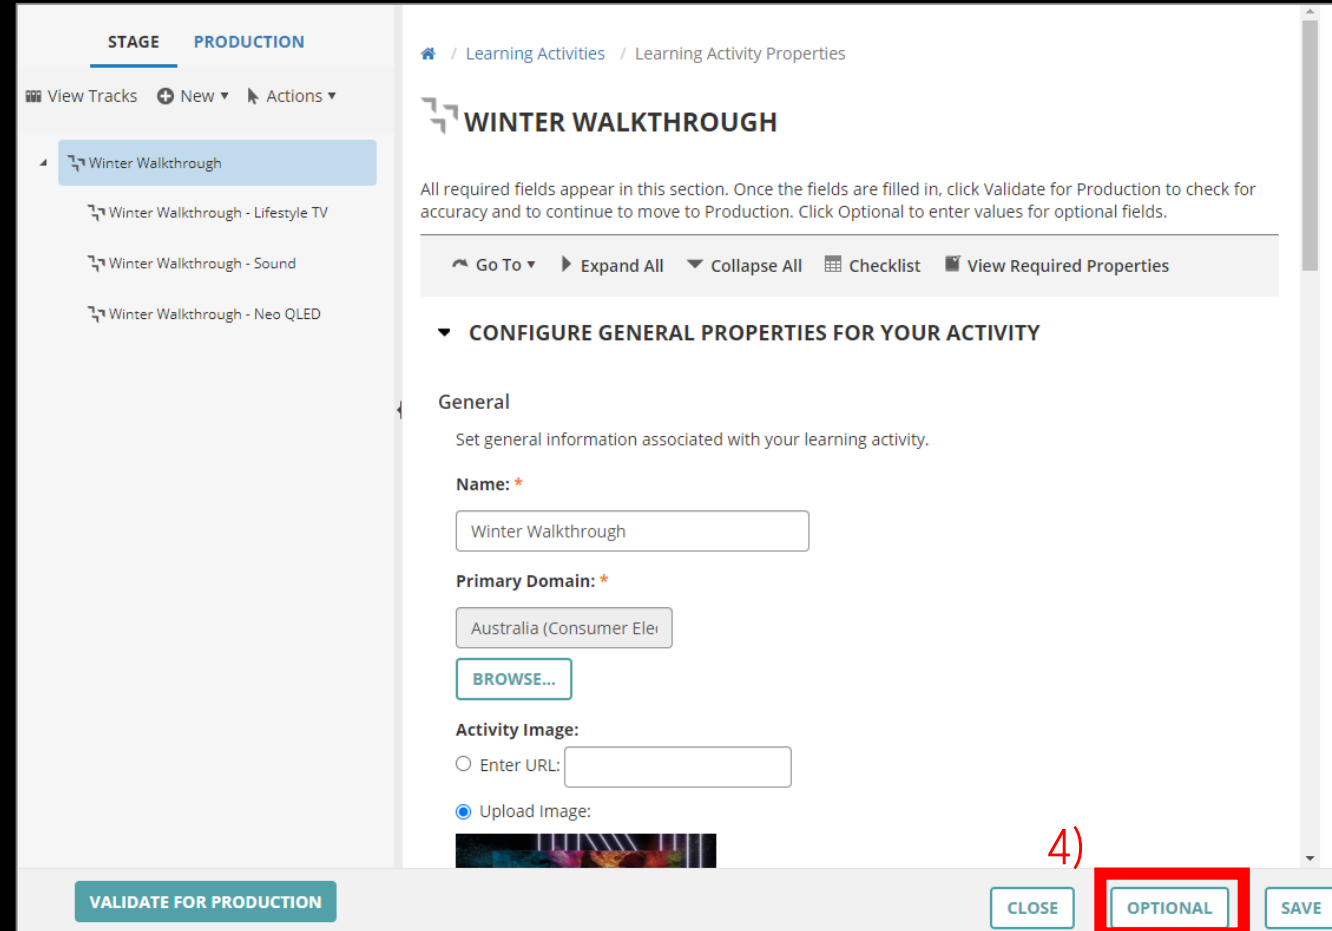 STAGE PRODUCTION
View Tracks New Actions
Winter Walkthrough
Winter Walkthrough - Lifestyle TV
Winter Walkthrough - Sound
Winter Walkthrough - Neo QLED
/ Learning Activities / Learning Activity Properties
WINTER WALKTHROUGH
All required fields appear in this section. Once the fields are filled in, click Validate for Production to check for
accuracy and to continue to move to Production. Click Optional to enter values for optional fields.
Go To Expand All Collapse All Checklist View Required Properties
CONFIGURE GENERAL PROPERTIES FOR YOUR ACTIVITY
General
Set general information associated with your learning activity.
Name: *
Winter Walkthrough
Primary Domain: *
Australia (Consumer Ele
BROWSE...
Activity Image:
Enter URL:
Upload Image:
4)
VALIDATE FOR PRODUCTION CLOSE OPTIONAL SAVE